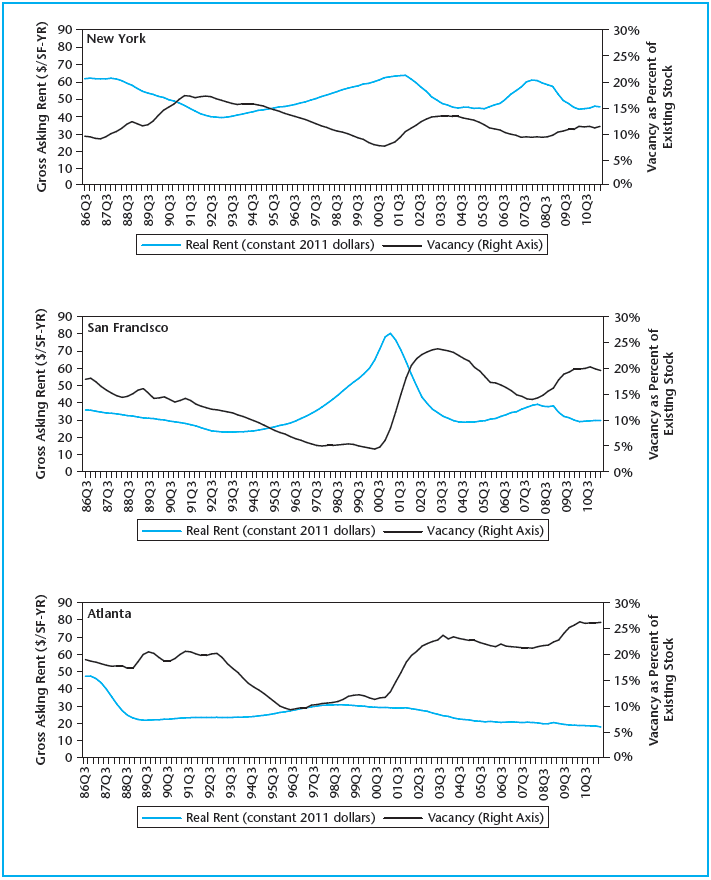 New York
Gross Asking Rent ($/SF-YR)
90
80
70
60
50
40
30
20
10
0
30%
25%
20%
15%
10%
5%
0%
Vacancy as Percent of
Existing Stock
86Q3 87Q3 88Q3 89Q3 90Q3 91Q3 92Q3 93Q3 94Q3 95Q3 96Q3 97Q3 98Q3 99Q3 00Q3 01Q3 02Q3 03Q3 04Q3 05Q3 06Q3 07Q3 08Q3 09Q3 10Q3
Real Rent (constant 2011 dollars) Vacancy (Right Axis)
San Francisco
Gross Asking Rent ($/SF-YR)
90
80
70
60
50
40
30
20
10
0
30%
25%
20%
15%
10%
5%
0%
Vacancy as Percent of
Existing Stock
86Q3 87Q3 88Q3 89Q3 90Q3 91Q3 92Q3 93Q3 94Q3 95Q3 96Q3 97Q3 98Q3 99Q3 00Q3 01Q3 02Q3 03Q3 04Q3 05Q3 06Q3 07Q3 08Q3 09Q3 10Q3
Real Rent (constant 2011 dollars) Vacancy (Right Axis)
Atlanta
Gross Asking Rent ($/SF-YR)
90
80
70
60
50
40
30
20
10
0
30%
25%
20%
15%
10%
5%
0%
Vacancy as Percent of
Existing Stock
86Q3 87Q3 88Q3 89Q3 90Q3 91Q3 92Q3 93Q3 94Q3 95Q3 96Q3 97Q3 98Q3 99Q3 00Q3 01Q3 02Q3 03Q3 04Q3 05Q3 06Q3 07Q3 08Q3 09Q3 10Q3
Real Rent (constant 2011 dollars) Vacancy (Right Axis)